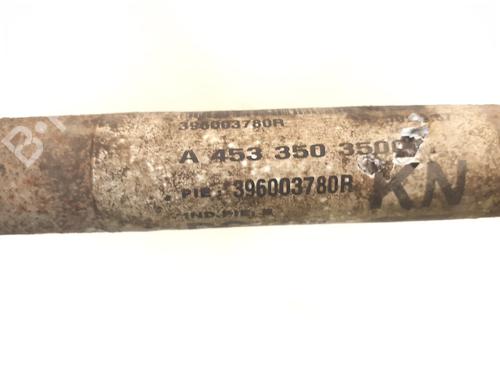 396003780R
A 453 350 3500
PIE : 396003780R
KN
IND.PIE:
B-P